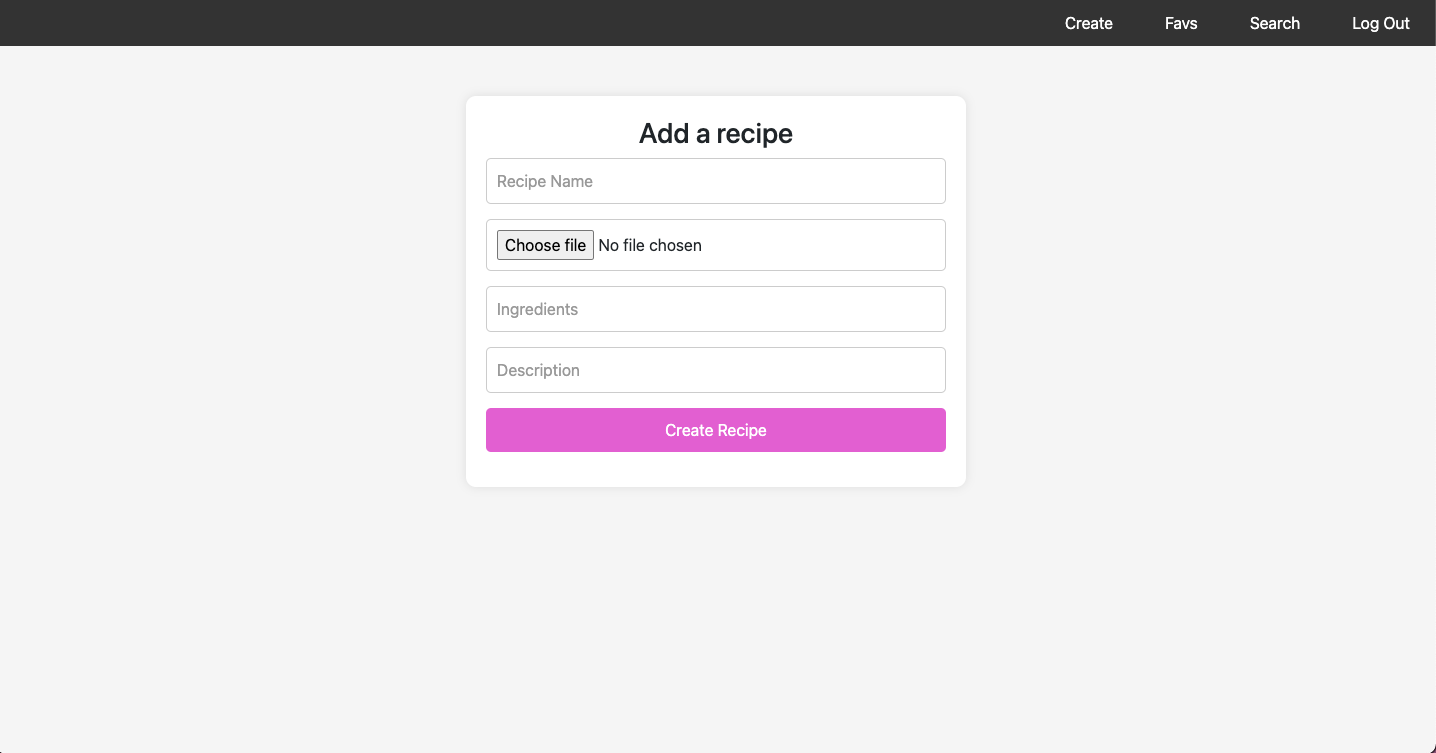 Create Favs Search Log Out
Add a recipe
Recipe Name
Choose file No file chosen
Ingredients
Description
Create Recipe